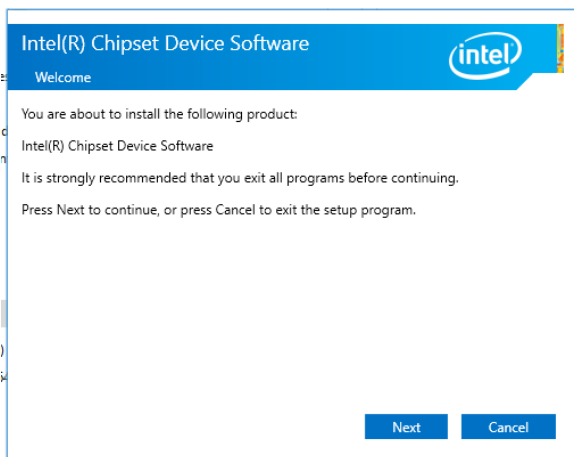 Intel(R) Chipset Device Software
intel
Welcome
You are about to install the following product:
Intel(R) Chipset Device Software
It is strongly recommended that you exit all programs before continuing.
Press Next to continue, or press Cancel to exit the setup program.
Next
Cancel